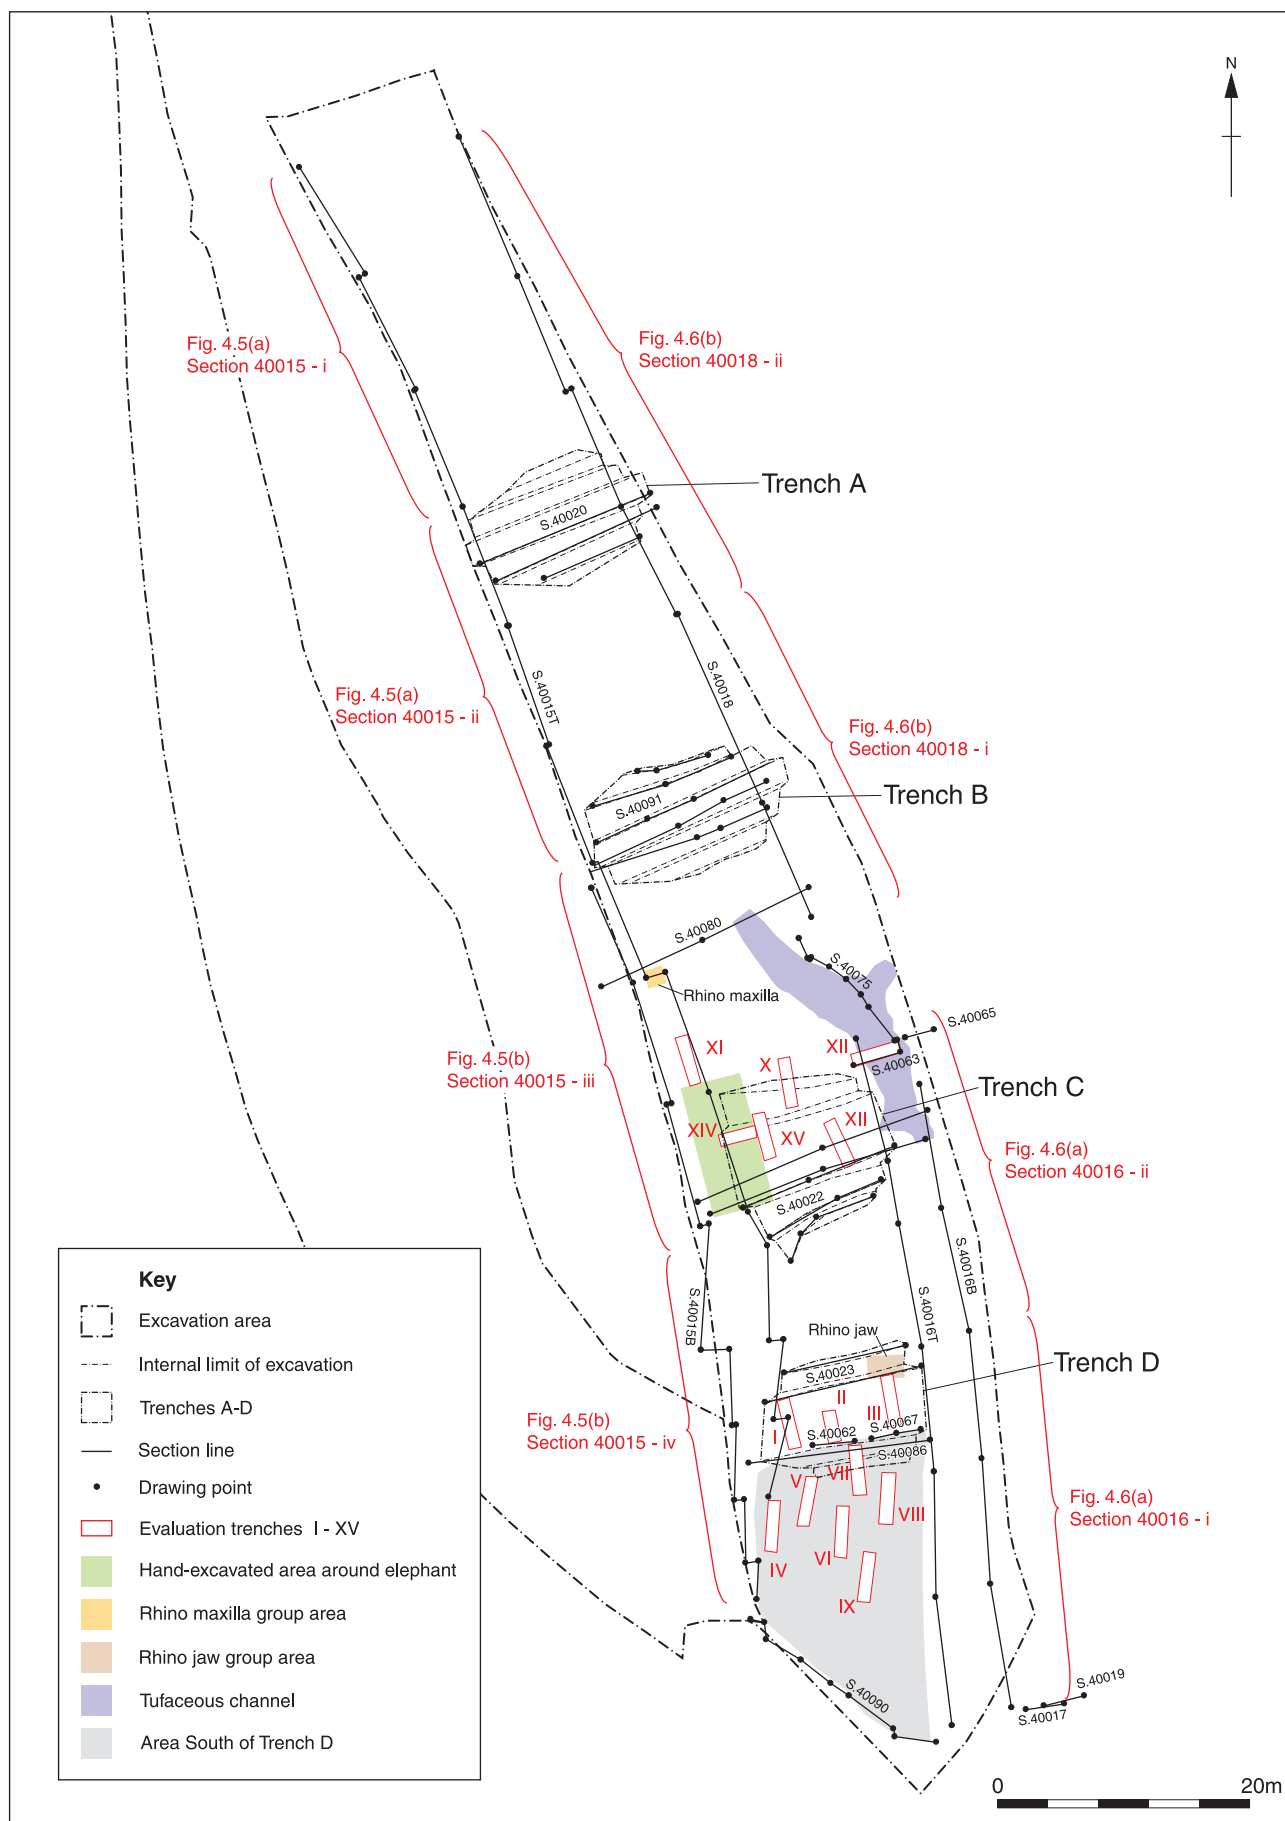 N
Fig. 4.6(b)
Section 40018 - ii
Fig. 4.5(a)
Section 40015 - i
Trench A
S.40020
Fig. 4.5(a)
Section 40015 - ii
S.40015T
S.40018
Fig. 4.6(b)
Section 40018 - i
Trench B
S.40091
S.40080
S.40075
Rhino maxilla
S.40065
XI
XII
X
S.40063
Fig. 4.5(b)
Section 40015 - iii
Trench C
XIV
XV
XII
Fig. 4.6(a)
Section 40016 - ii
S.40022
S.40016B
S.40015B
S.40016T
Rhino jaw
Trench D
S.40023
II
III
I
S.40067
S.40062
S.40086
Fig. 4.5(b)
Section 40015 - iv
V
VII
VIII
Fig. 4.6(a)
Section 40016 - i
IV
VI
IX
S.40090
S.40019
S.40017
Key
Excavation area
Internal limit of excavation
Trenches A-D
Section line
Drawing point
Evaluation trenches I - XV
Hand-excavated area around elephant
Rhino maxilla group area
Rhino jaw group area
Tufaceous channel
Area South of Trench D
0 20m